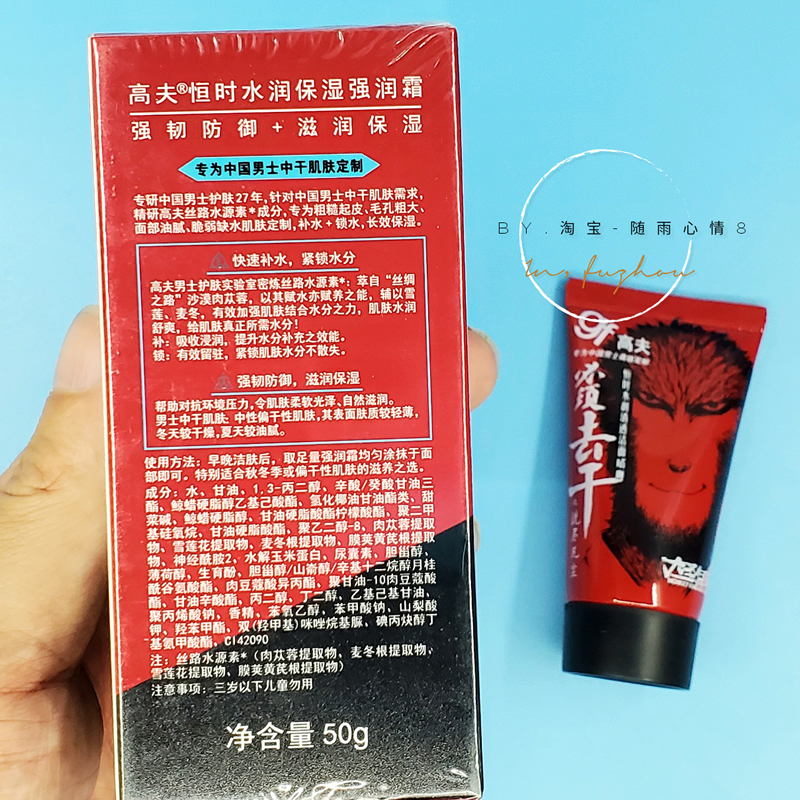 高夫®恒时水润保湿强润霜
强韧防御+滋润保湿
专为中国男士中干肌肤定制
专研中国男士护肤27年,针对中国男士中干肌肤需求,
精研高夫丝路水源素*成分,专为粗糙起皮、毛孔粗大、
面部油腻、脆弱缺水肌肤定制,补水+锁水,长效保湿。
快速补水,紧锁水分
高夫男士护肤实验室密炼丝路水源素*:萃自“丝绸
之路”沙漠肉苁蓉,以其赋水亦赋养之能,辅以雪
莲、麦冬,有效加强肌肤结合水分之力,肌肤水润
舒爽,给肌肤真正所需水分!
补:吸收浸润,提升水分补充之效能。
锁:有效留驻,紧锁肌肤水分不散失。
强韧防御,滋润保湿
帮助对抗环境压力,令肌肤柔软光泽、自然滋润。
男士中干肌肤:中性偏干性肌肤,其表面肤质较轻薄,
冬天较干燥,夏天较油腻。
使用方法:早晚洁肤后,取足量强润霜均匀涂抹于面
部即可。特别适合秋冬季或偏干性肌肤的滋养之选。
成分:水、甘油、1,3-丙二醇、辛酸/癸酸甘油三
酯、鲸蜡硬脂醇乙基己酸酯、氢化椰油甘油酯类、甜
菜碱、鲸蜡硬脂醇、甘油硬脂酸酯柠檬酸酯、聚二甲
基硅氧烷、甘油硬脂酸酯、聚乙二醇-8、肉苁蓉提取
物、雪莲花提取物、麦冬根提取物、膜荚黄芪根提取
物、神经酰胺2、水解玉米蛋白、尿囊素、胆甾醇、
薄荷醇、生育酚、胆甾醇/山嵛醇/辛基十二烷醇月桂
酰谷氨酸酯、肉豆蔻酸异丙酯、聚甘油-10肉豆蔻酸
酯、甘油辛酸酯、丙二醇、丁二醇、乙基己基甘油、
聚丙烯酸钠、香精、苯氧乙醇、苯甲酸钠、山梨酸
钾、羟苯甲酯、双(羟甲基)咪唑烷基脲、碘丙炔醇丁
基氨甲酸酯、CI42090
注:丝路水源素*(肉苁蓉提取物、麦冬根提取物、
雪莲花提取物、膜荚黄芪根提取物)
注意事项:三岁以下儿童勿用
净含量 50g
BY.淘宝-随雨心情8
In. fuzhou
高夫